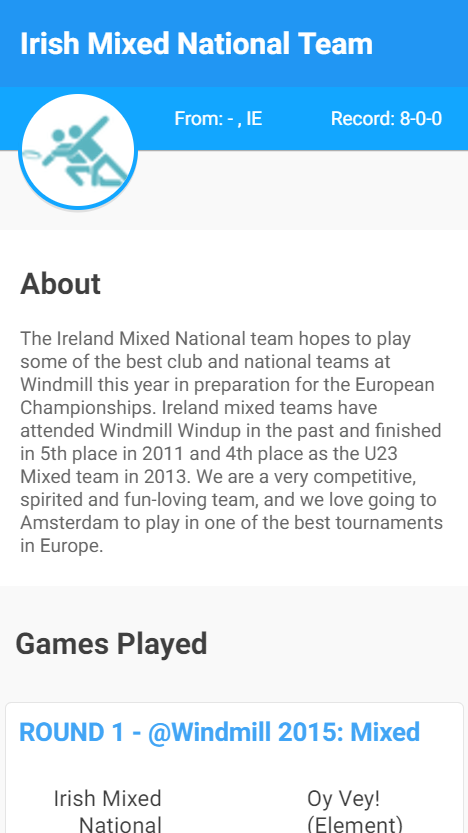 Irish Mixed National Team
From: - , IE
Record: 8-0-0
About
The Ireland Mixed National team hopes to play
some of the best club and national teams at
Windmill this year in preparation for the European
Championships. Ireland mixed teams have
attended Windmill Windup in the past and finished
in 5th place in 2011 and 4th place as the U23
Mixed team in 2013. We are a very competitive,
spirited and fun-loving team, and we love going to
Amsterdam to play in one of the best tournaments
in Europe.
Games Played
ROUND 1 - @Windmill 2015: Mixed
Irish Mixed
National
Oy Vey!
(Element)